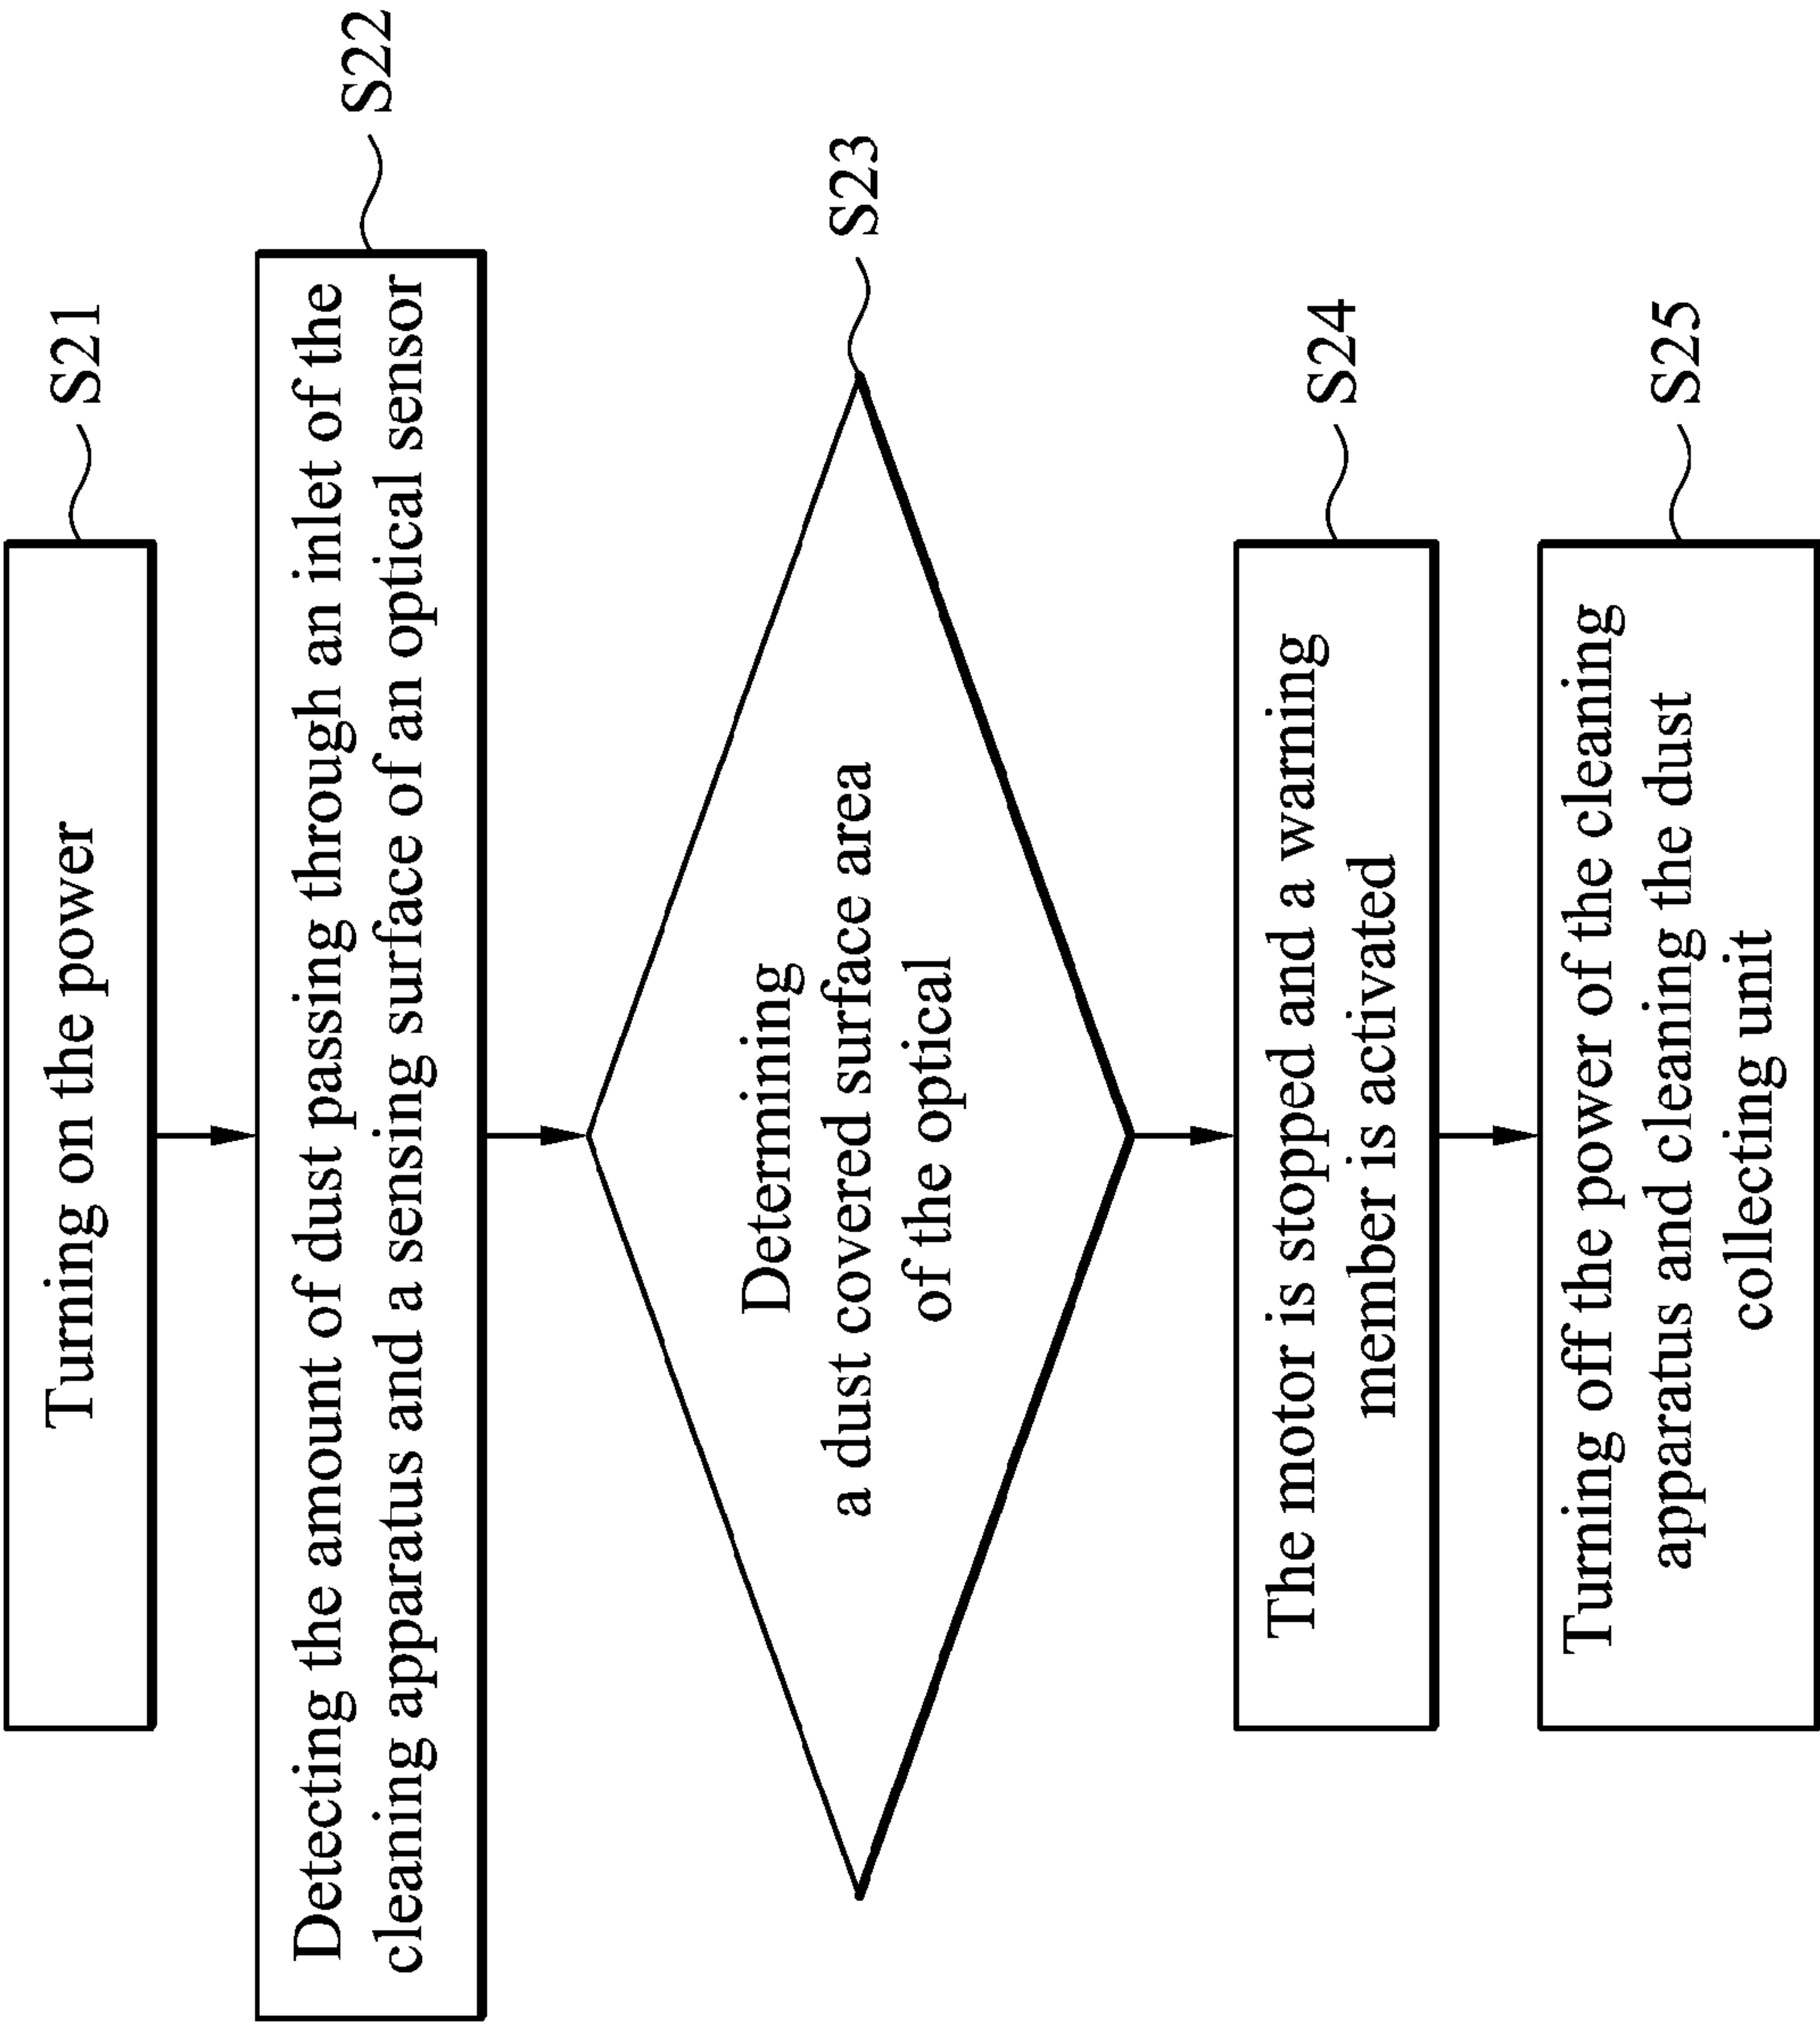 Turning on the power
S21
Detecting the amount of dust passing through an inlet of the
cleaning apparatus and a sensing surface of an optical sensor
S22
Determining
a dust covered surface area
of the optical
S23
The motor is stopped and a warning
member is activated
S24
Turning off the power of the cleaning
apparatus and cleaning the dust
collecting unit
S25